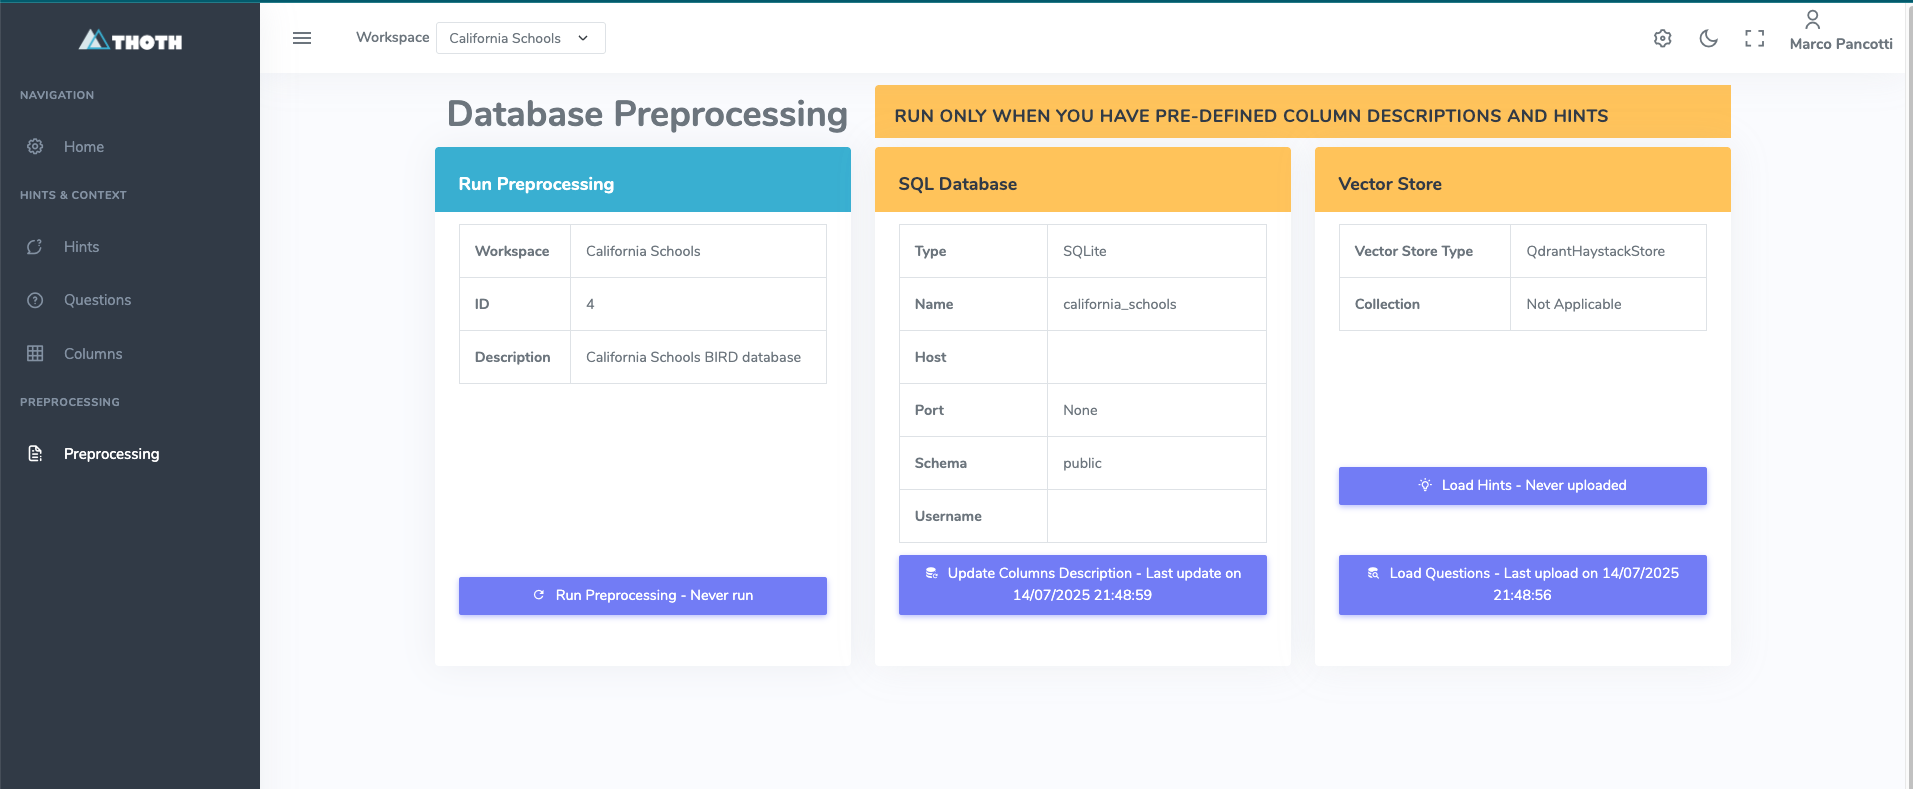 THOTH
Workspace
California Schools
Marco Pancotti
NAVIGATION
Home
HINTS & CONTEXT
Hints
Questions
Columns
PREPROCESSING
Preprocessing
Database Preprocessing
RUN ONLY WHEN YOU HAVE PRE-DEFINED COLUMN DESCRIPTIONS AND HINTS
Run Preprocessing
Workspace California Schools
ID 4
Description California Schools BIRD database
Run Preprocessing - Never run
SQL Database
Type SQLite
Name california_schools
Host
Port None
Schema public
Username
Update Columns Description - Last update on
14/07/2025 21:48:59
Vector Store
Vector Store Type QdrantHaystackStore
Collection Not Applicable
Load Hints - Never uploaded
Load Questions - Last upload on 14/07/2025
21:48:56